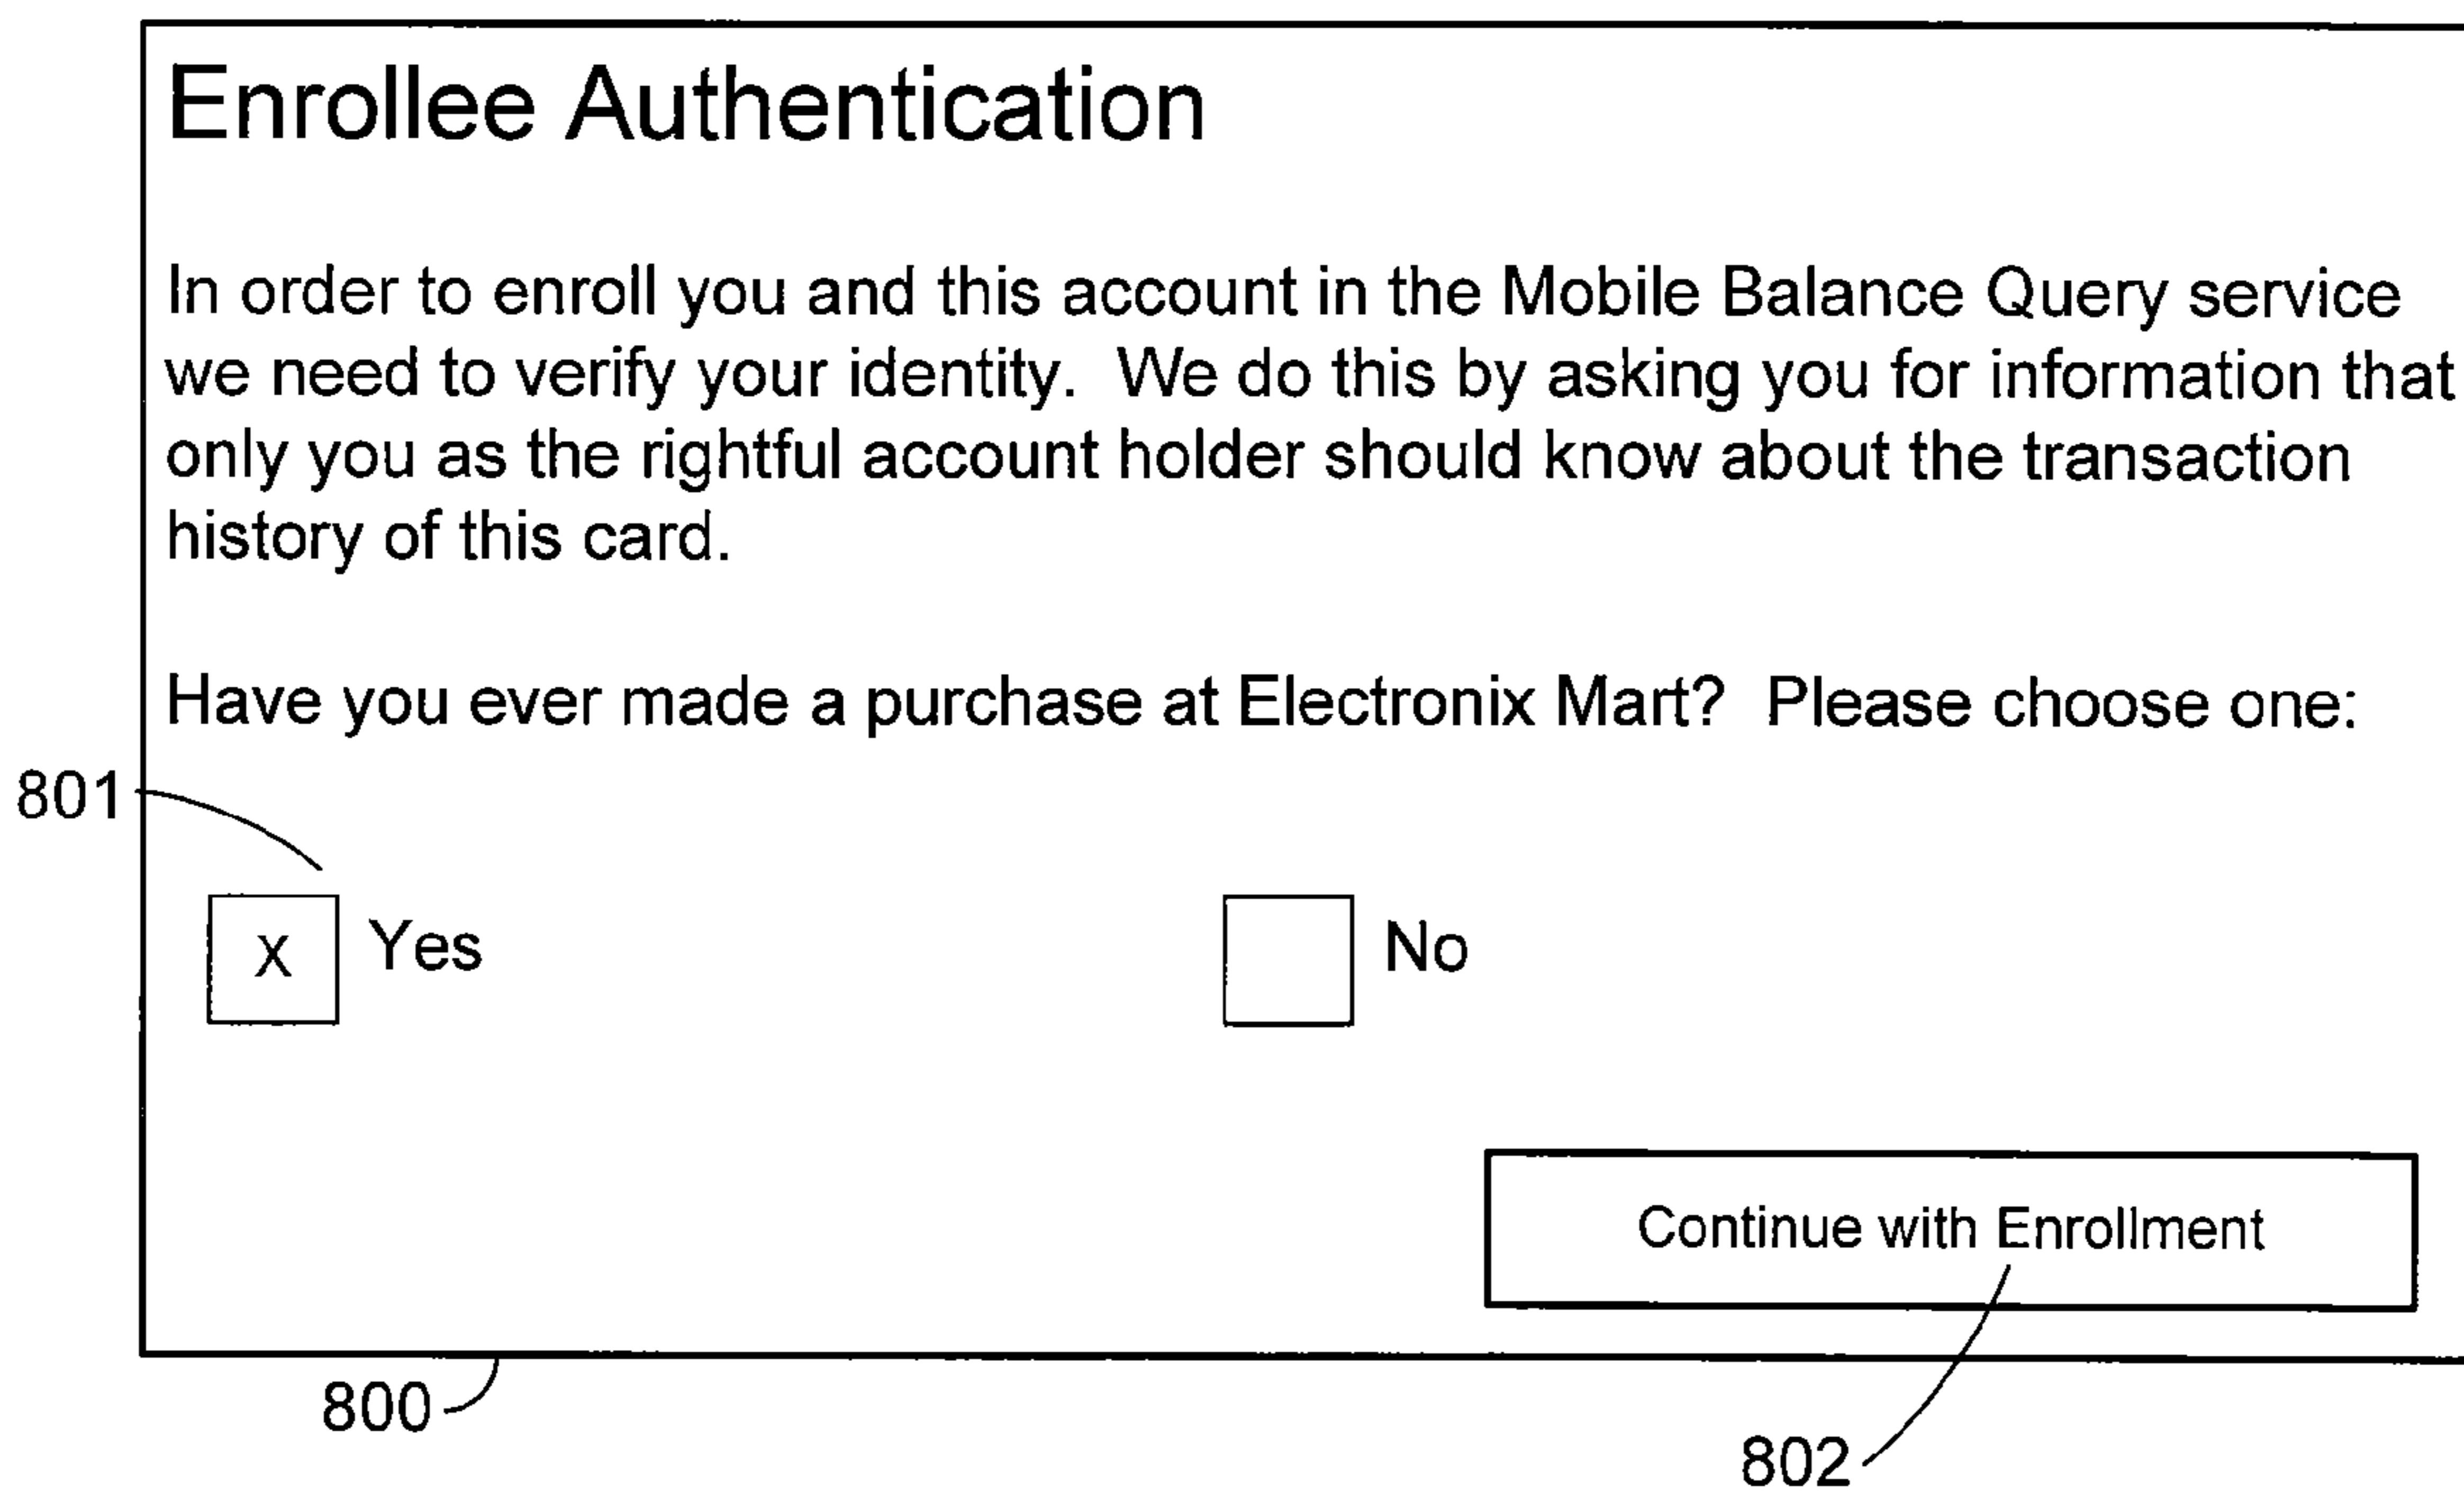 Enrollee Authentication
In order to enroll you and this account in the Mobile Balance Query service
we need to verify your identity.  We do this by asking you for information that
only you as the rightful account holder should know about the transaction
history of this card.
Have you ever made a purchase at Electronix Mart?  Please choose one:
801
X Yes No
Continue with Enrollment
800
802